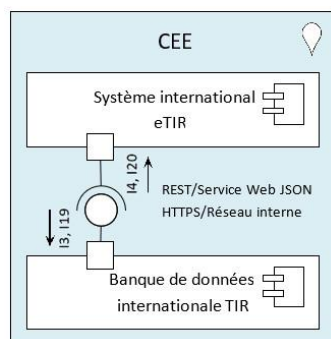 CEE
Système international
eTIR
I4, I20
REST/Service Web JSON
HTTPS/Réseau interne
I3, I19
Banque de données
internationale TIR